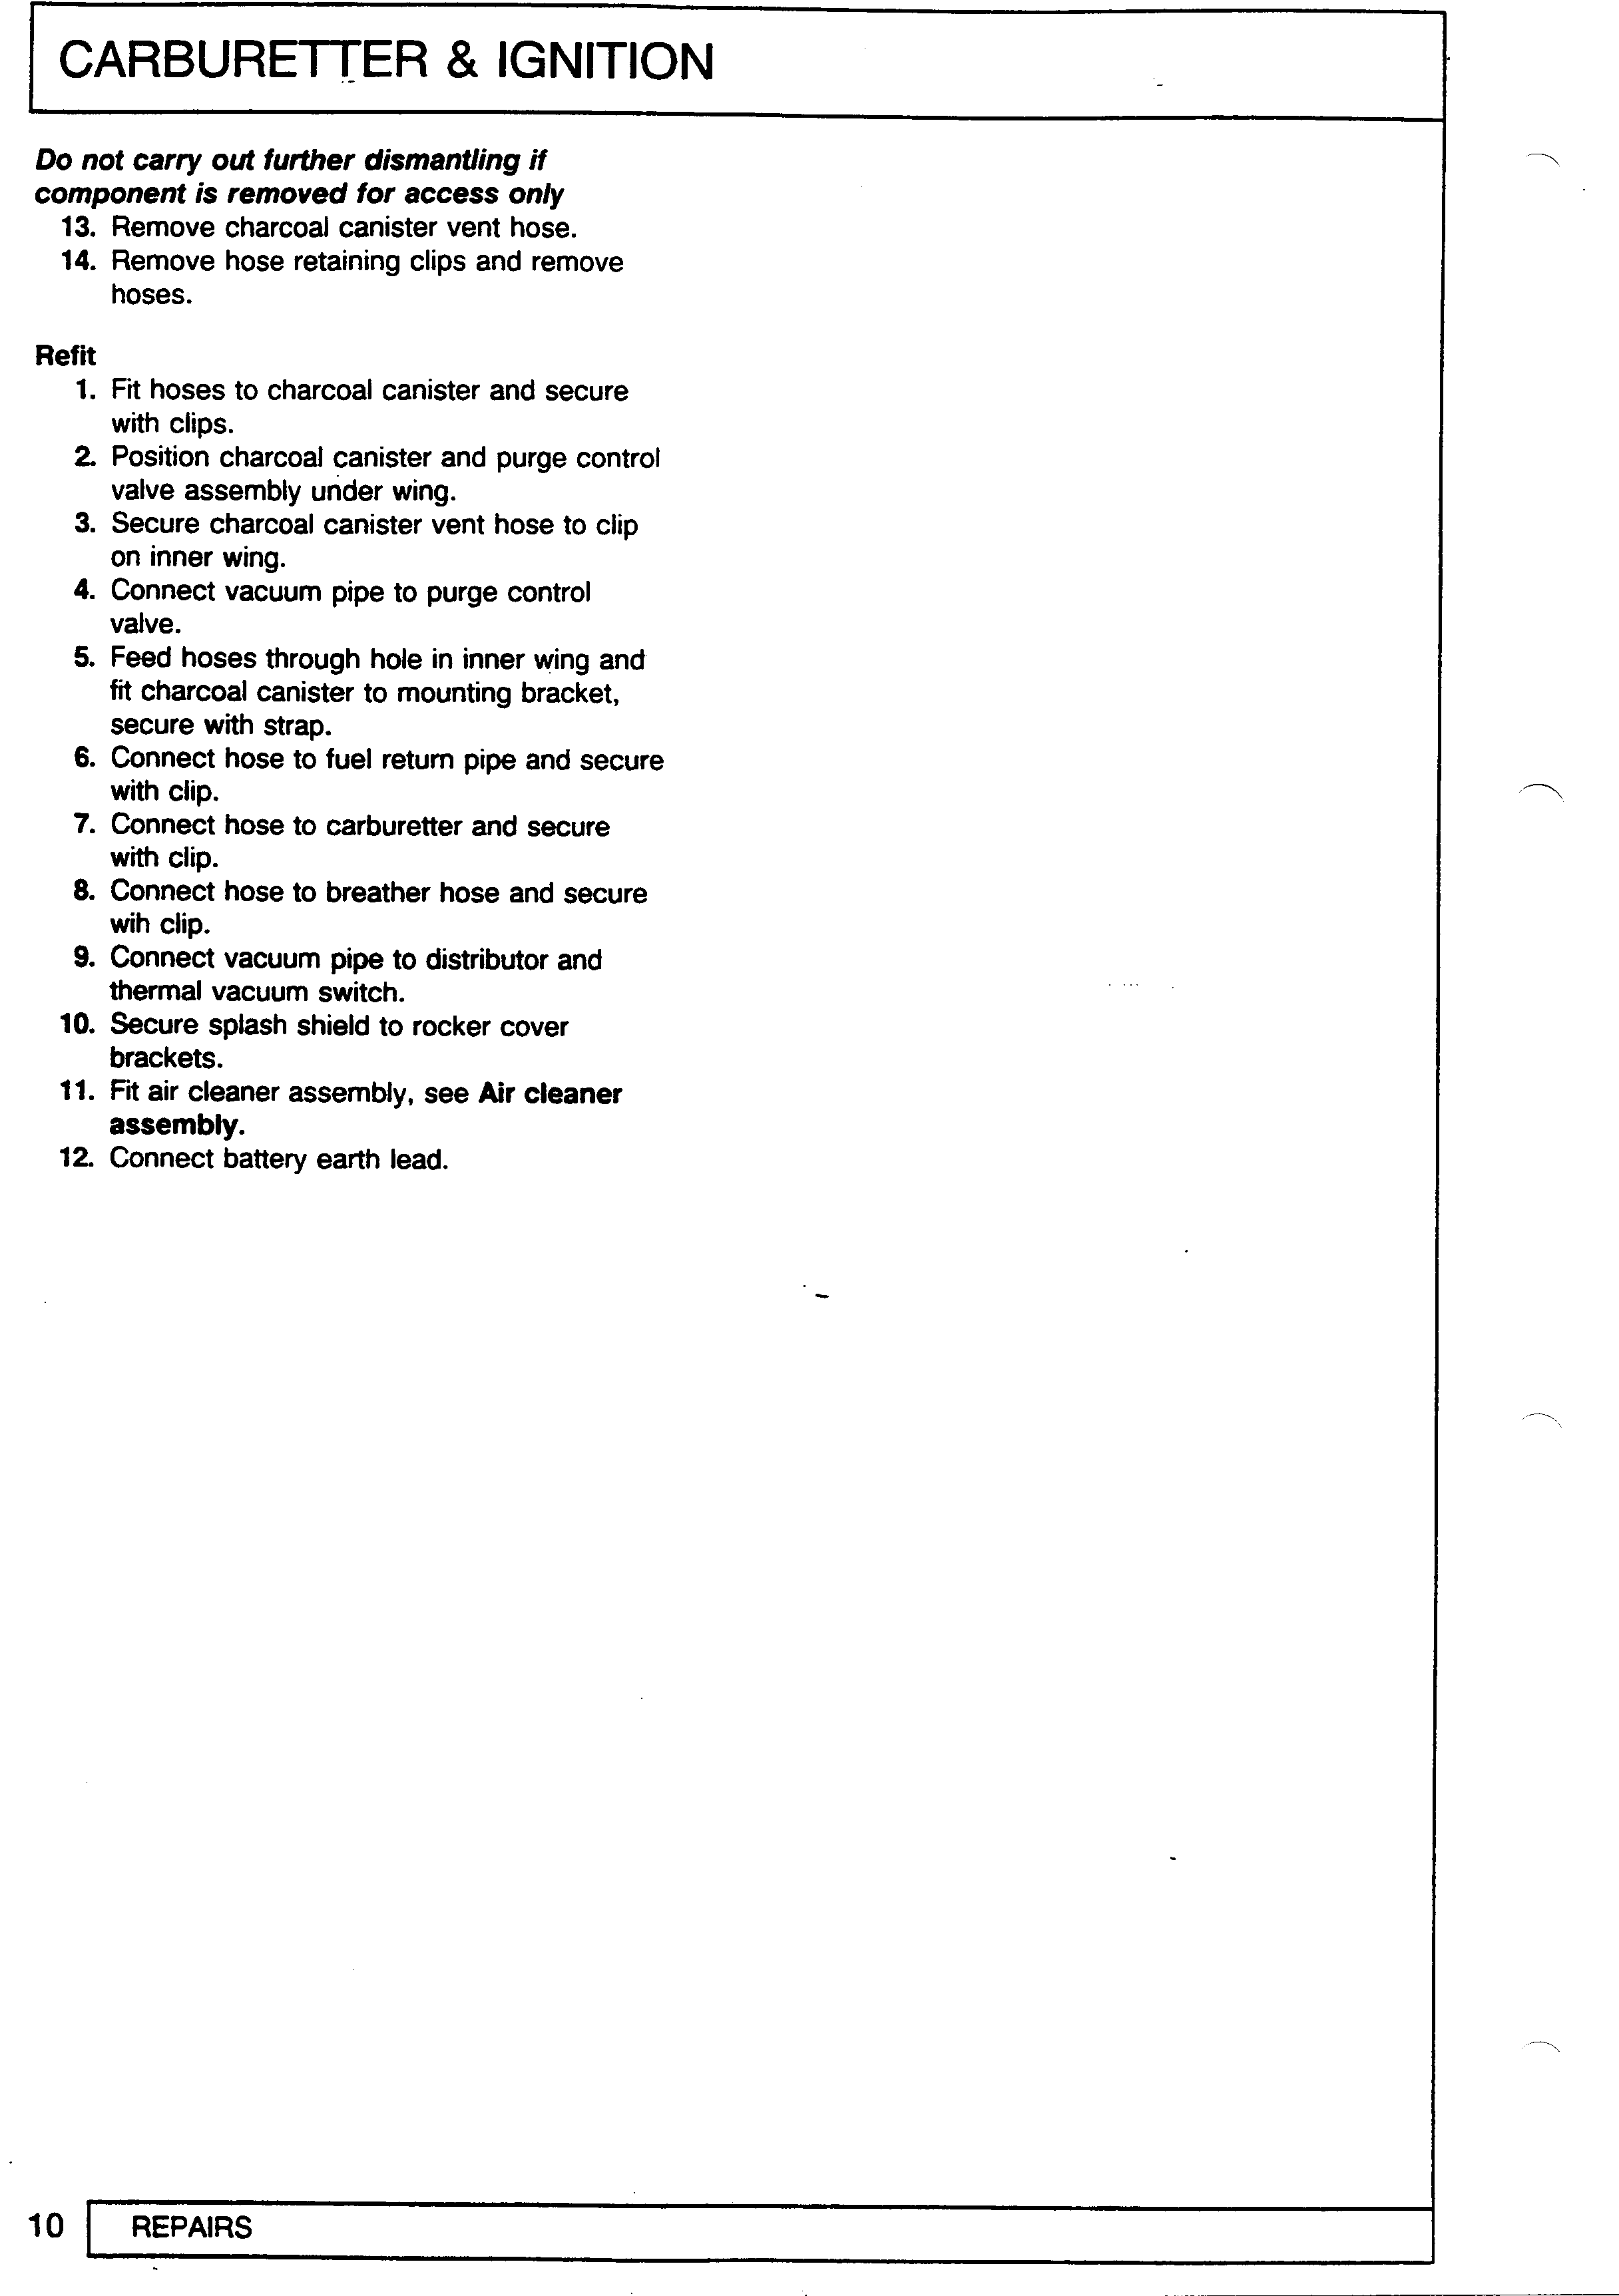 CARBURETTER & IGNITION
Do not carry out further dismantling if
component is removed for access only
13. Remove charcoal canister vent hose.
14. Remove hose retaining clips and remove
hoses.
Refit
1. Fit hoses to charcoal canister and secure
with clips.
2. Position charcoal canister and purge control
valve assembly under wing.
3. Secure charcoal canister vent hose to clip
on inner wing.
4. Connect vacuum pipe to purge control
valve.
5. Feed hoses through hole in inner wing and
fit charcoal canister to mounting bracket,
secure with strap.
6. Connect hose to fuel return pipe and secure
with clip.
7. Connect hose to carburetter and secure
with clip.
8. Connect hose to breather hose and secure
wih clip.
9. Connect vacuum pipe to distributor and
thermal vacuum switch.
10. Secure splash shield to rocker cover
brackets.
11. Fit air cleaner assembly, see Air cleaner
assembly.
12. Connect battery earth lead.
10 REPAIRS